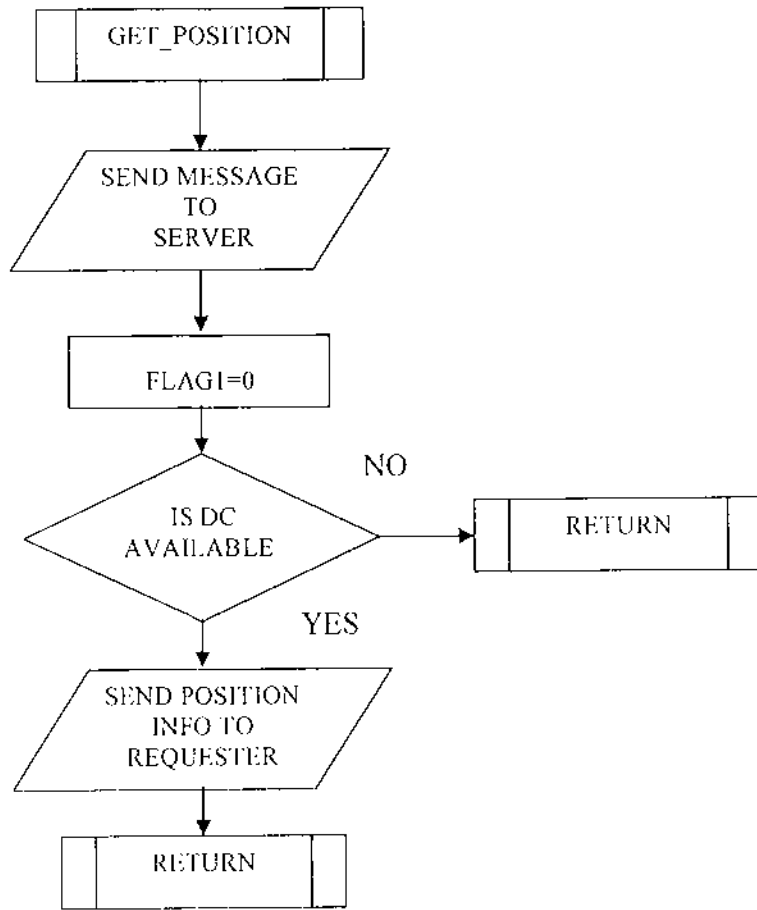 GET_POSITION
SEND MESSAGE
TO
SERVER
FLAG1=0
NO
IS DC
AVAILABLE
RETURN
YES
SEND POSITION
INFO TO
REQUESTER
RETURN